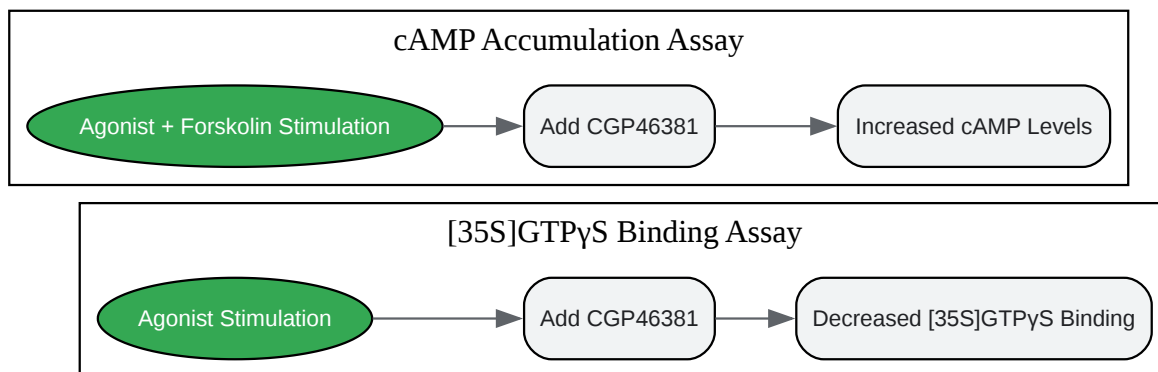 cAMP Accumulation Assay
Agonist + Forskolin Stimulation
Add CGP46381
Increased cAMP Levels
[35S]GTPγS Binding Assay
Agonist Stimulation
Add CGP46381
Decreased [35S]GTPγS Binding